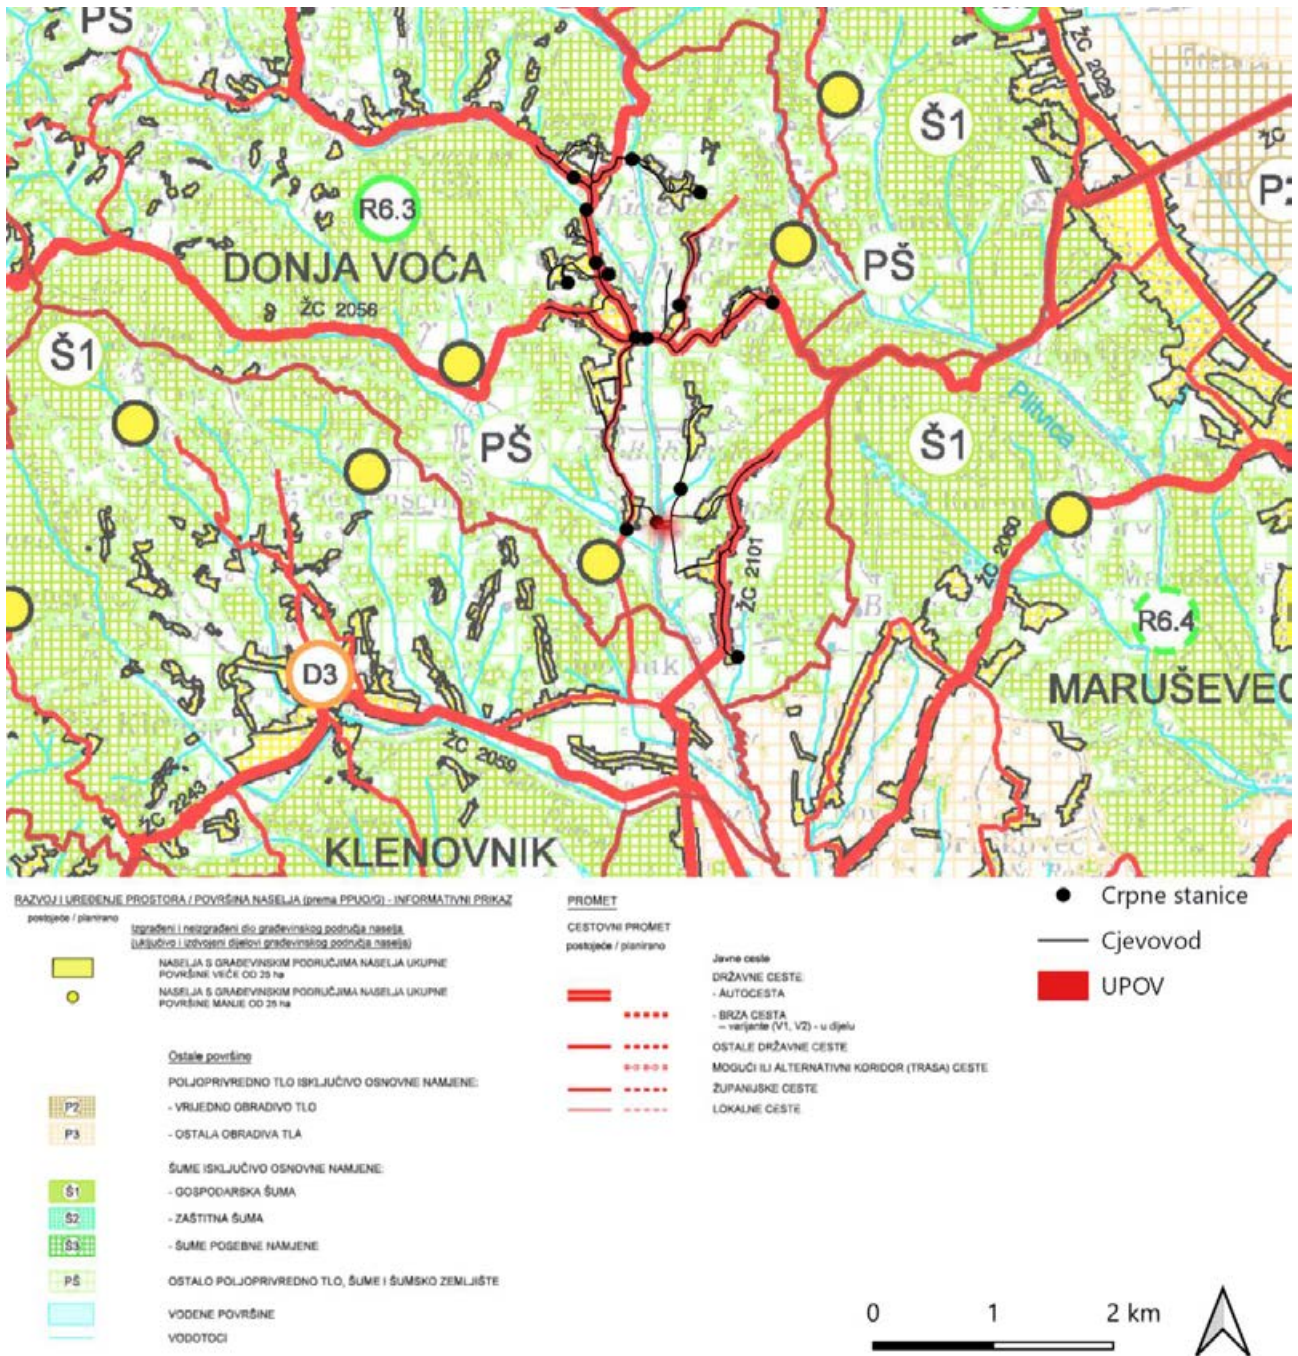 PŠ
ŽC 2029
Š1
ŽC
R6.3
P2
DONJA VOĆA
PŠ
ŽC 2056
Š1
PŠ
Š1
Plitvica
ŽC 2101
ŽC 2060
R6.4
D3
MARUŠEVEC
ŽC 2059
ŽC 2243
KLENOVNIK
RAZVOJ I UREĐENJE PROSTORA / POVRŠINA NASELJA (prema PPUO/G) - INFORMATIVNI PRIKAZ
postojeće / planirano
Izgrađeni i neizgrađeni dio građevinskog područja naselja
(uključivo i izdvojeni dijelovi građevinskog područja naselja)
NASELJA S GRAĐEVINSKIM PODRUČJIMA NASELJA UKUPNE
POVRŠINE VEĆE OD 25 ha
NASELJA S GRAĐEVINSKIM PODRUČJIMA NASELJA UKUPNE
POVRŠINE MANJE OD 25 ha
Ostale površine
POLJOPRIVREDNO TLO ISKLJUČIVO OSNOVNE NAMJENE:
P2 - VRIJEDNO OBRADIVO TLO
P3 - OSTALA OBRADIVA TLA
ŠUME ISKLJUČIVO OSNOVNE NAMJENE:
Š1 - GOSPODARSKA ŠUMA
Š2 - ZAŠTITNA ŠUMA
Š3 - ŠUME POSEBNE NAMJENE
PŠ OSTALO POLJOPRIVREDNO TLO, ŠUME I ŠUMSKO ZEMLJIŠTE
VODENE POVRŠINE
VODOTOCI
PROMET
CESTOVNI PROMET
postojeće / planirano
Javne ceste
DRŽAVNE CESTE:
- AUTOCESTA
- BRZA CESTA
-- varijante (V1, V2) - u dijelu
OSTALE DRŽAVNE CESTE
MOGUĆI ILI ALTERNATIVNI KORIDOR (TRASA) CESTE
ŽUPANIJSKE CESTE
LOKALNE CESTE
Crpne stanice
Cjevovod
UPOV
0 1 2 km